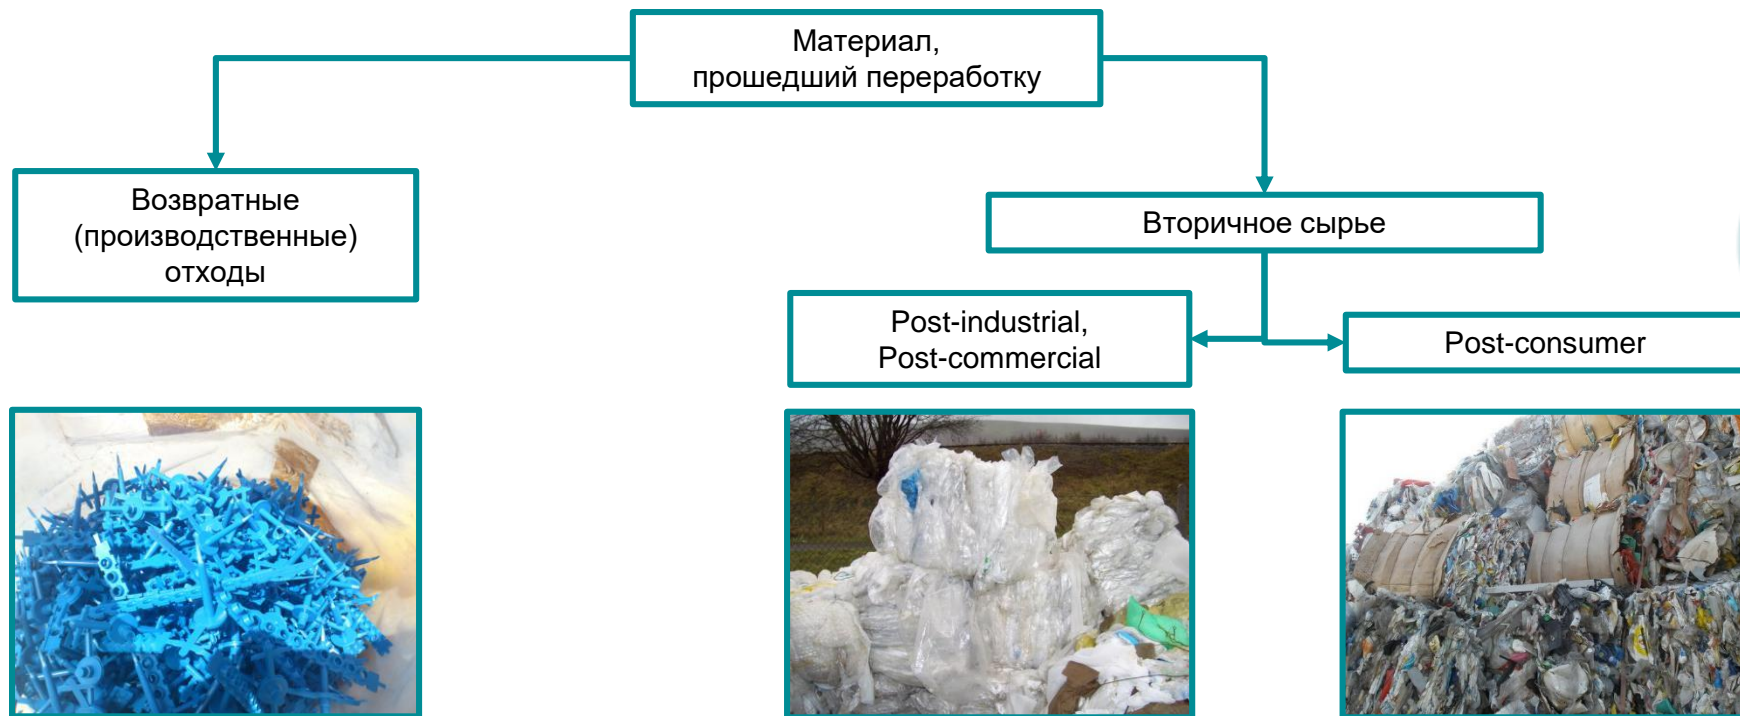 Материал,
прошедший переработку
Возвратные
(производственные)
отходы
Вторичное сырье
Post-industrial,
Post-commercial
Post-consumer